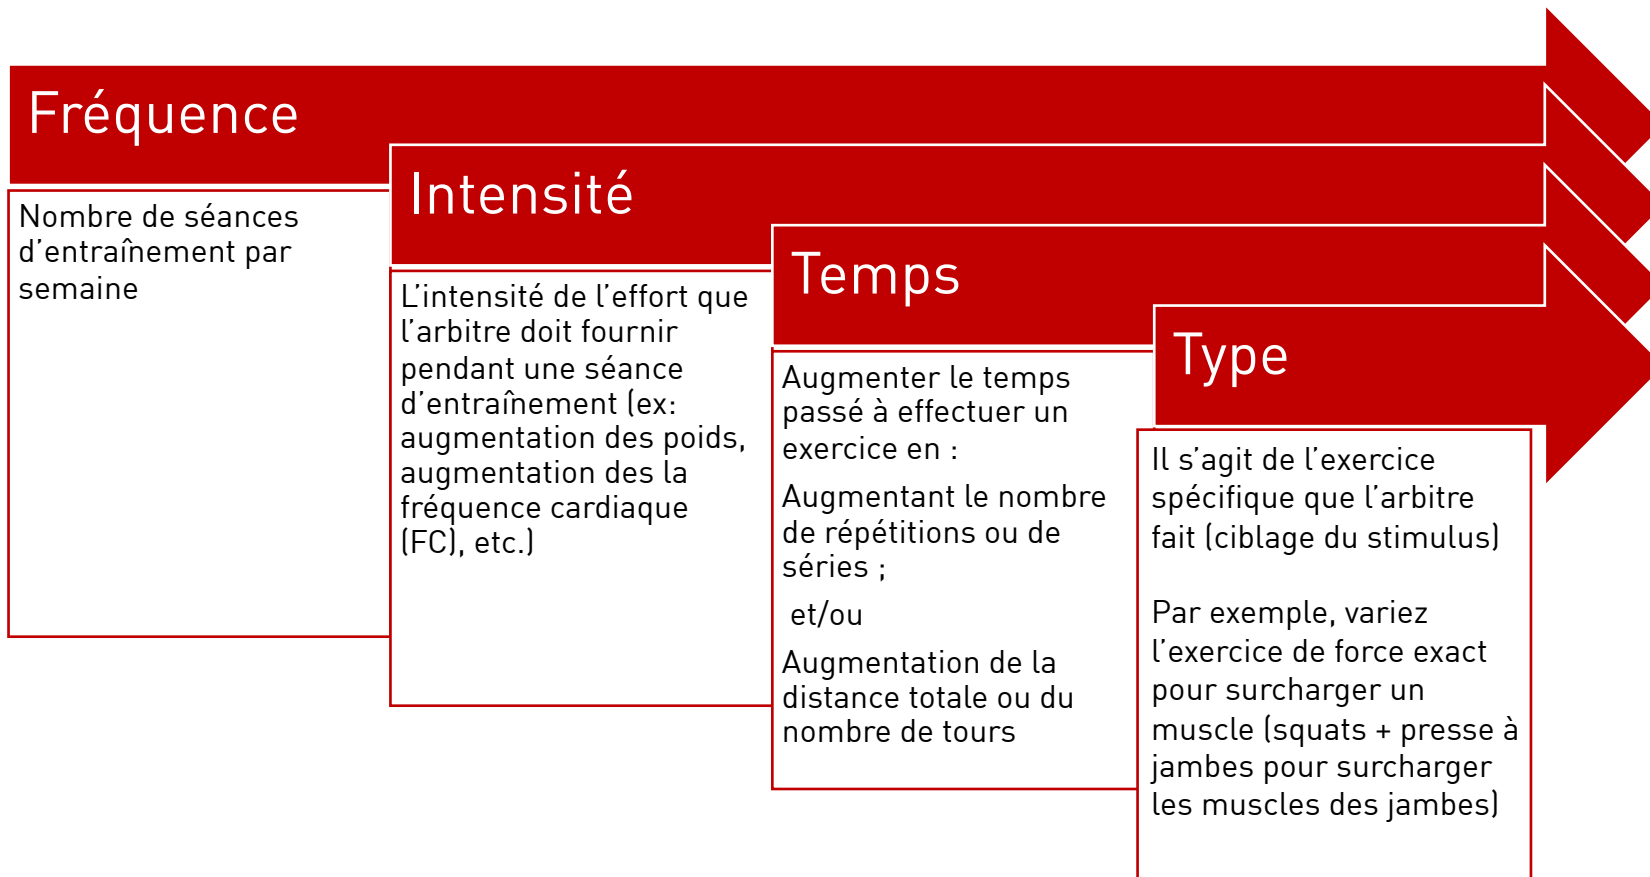 Fréquence
Nombre de séances
d’entraînement par
semaine
Intensité
L’intensité de l’effort que
l’arbitre doit fournir
pendant une séance
d’entraînement (ex:
augmentation des poids,
augmentation des la
fréquence cardiaque
(FC), etc.)
Temps
Augmenter le temps
passé à effectuer un
exercice en :
Augmentant le nombre
de répétitions ou de
séries ;
et/ou
Augmentation de la
distance totale ou du
nombre de tours
Type
Il s’agit de l’exercice
spécifique que l’arbitre
fait (ciblage du stimulus)
Par exemple, variez
l’exercice de force exact
pour surcharger un
muscle (squats + presse à
jambes pour surcharger
les muscles des jambes)